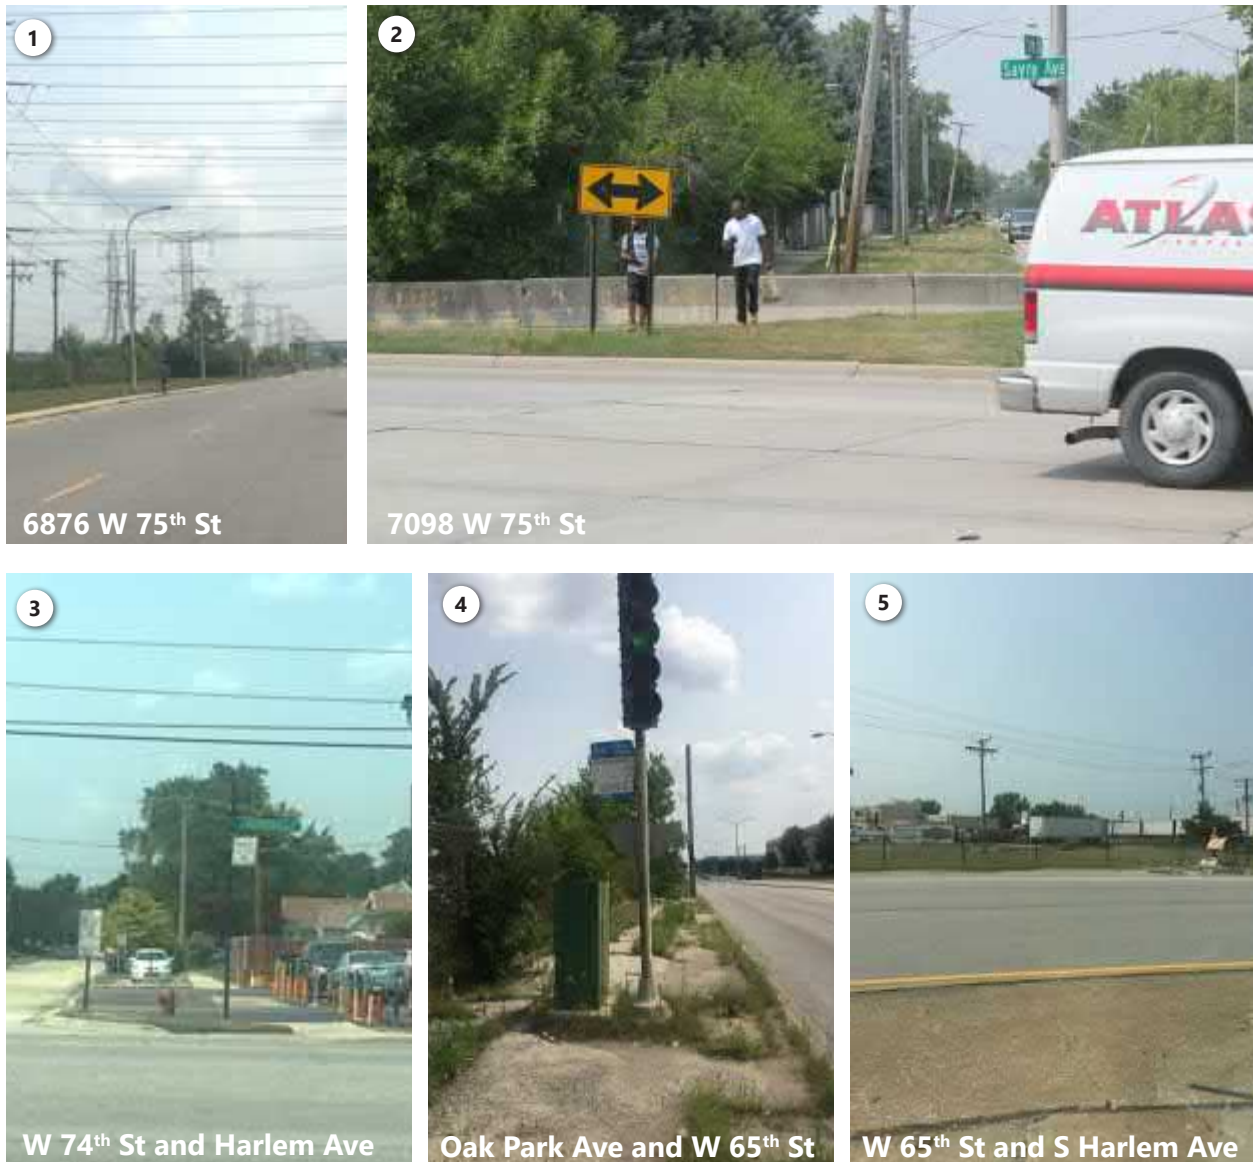 1
2
Sayre Ave
ATLA
6876 W 75th St
7098 W 75th St
3
4
5
W 74th St and Harlem Ave
Oak Park Ave and W 65th St
W 65th St and S Harlem Ave